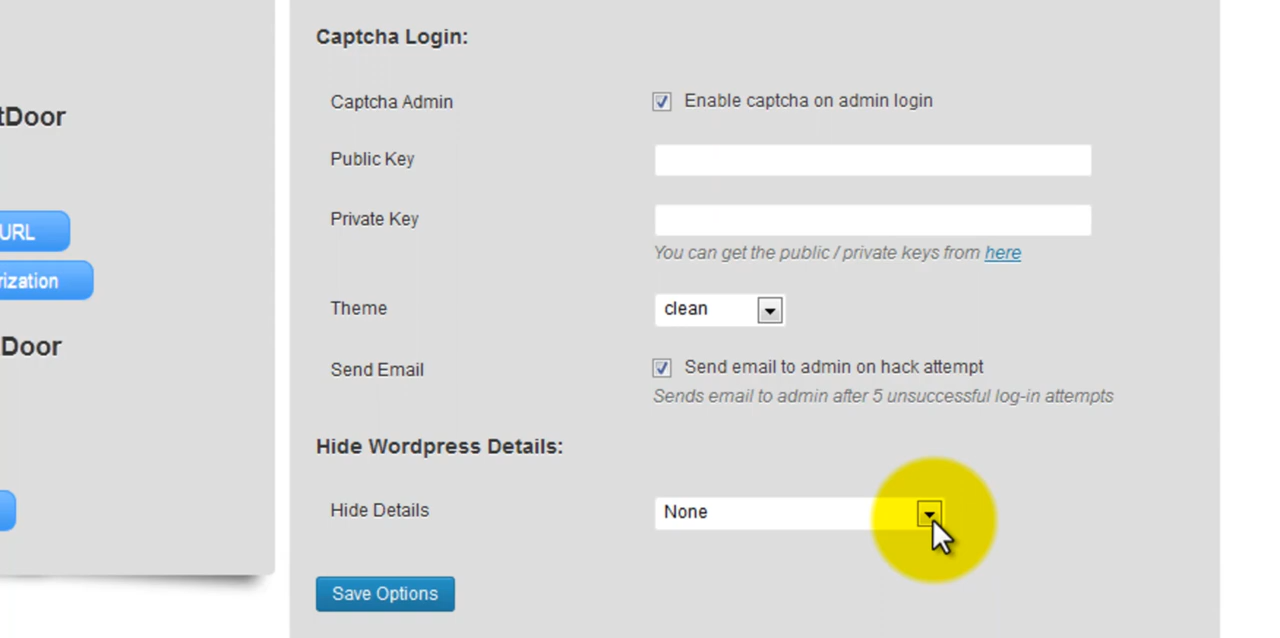 tDoor
URL
rization
Door
Captcha Login:
Captcha Admin
Enable captcha on admin login
Public Key
Private Key
You can get the public / private keys from here
Theme
clean
Send Email
Send email to admin on hack attempt
Sends email to admin after 5 unsuccessful log-in attempts
Hide Wordpress Details:
Hide Details
None
Save Options